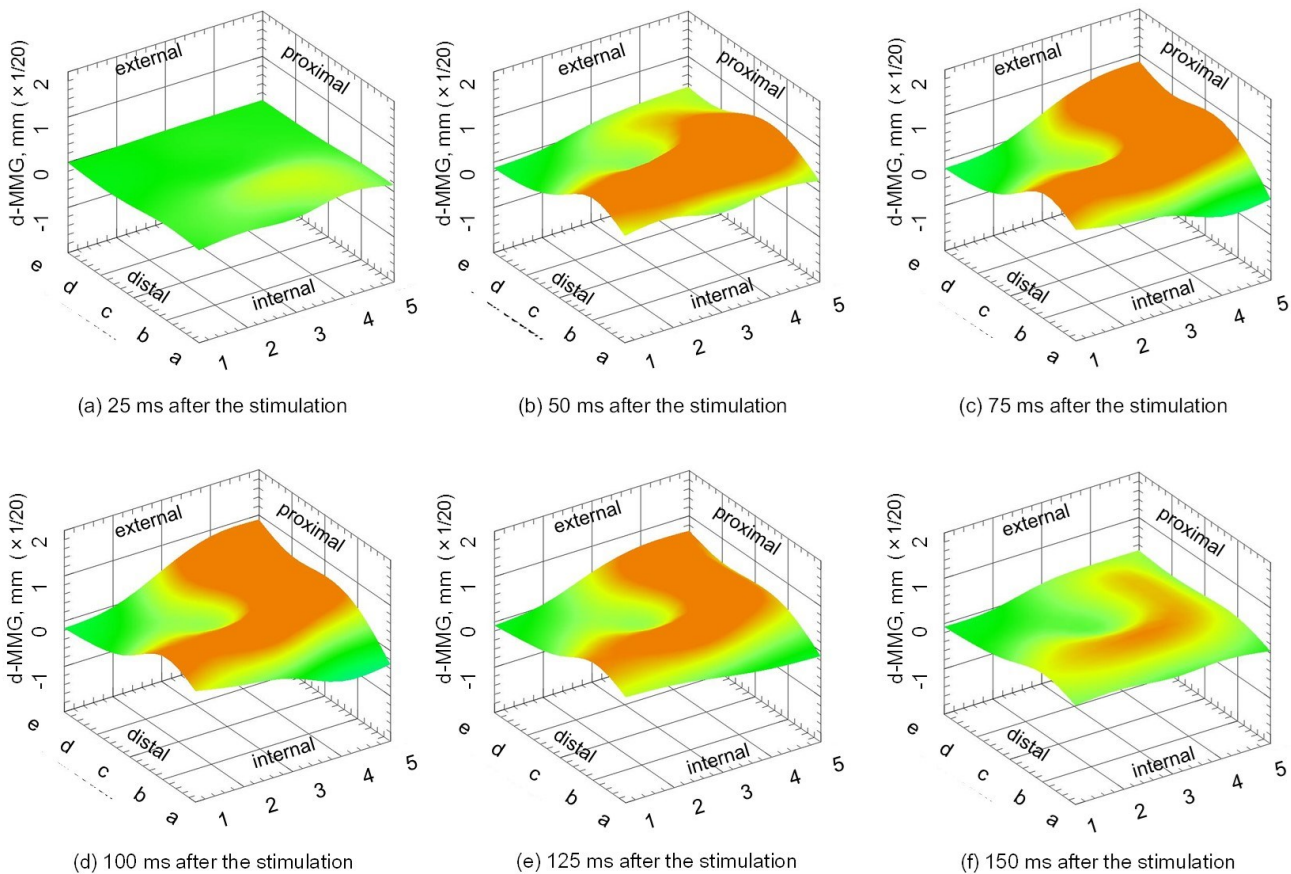 d-MMG, mm (×1/20)
2
1
0
-1
external
proximal
distal
internal
e
d
c
b
a
1
2
3
4
5
(a) 25 ms after the stimulation
d-MMG, mm (×1/20)
2
1
0
-1
external
proximal
distal
internal
e
d
c
b
a
1
2
3
4
5
(b) 50 ms after the stimulation
d-MMG, mm (×1/20)
2
1
0
-1
external
proximal
distal
internal
e
d
c
b
a
1
2
3
4
5
(c) 75 ms after the stimulation
d-MMG, mm (×1/20)
2
1
0
-1
external
proximal
distal
internal
e
d
c
b
a
1
2
3
4
5
(d) 100 ms after the stimulation
d-MMG, mm (×1/20)
2
1
0
-1
external
proximal
distal
internal
e
d
c
b
a
1
2
3
4
5
(e) 125 ms after the stimulation
d-MMG, mm (×1/20)
2
1
0
-1
external
proximal
distal
internal
e
d
c
b
a
1
2
3
4
5
(f) 150 ms after the stimulation